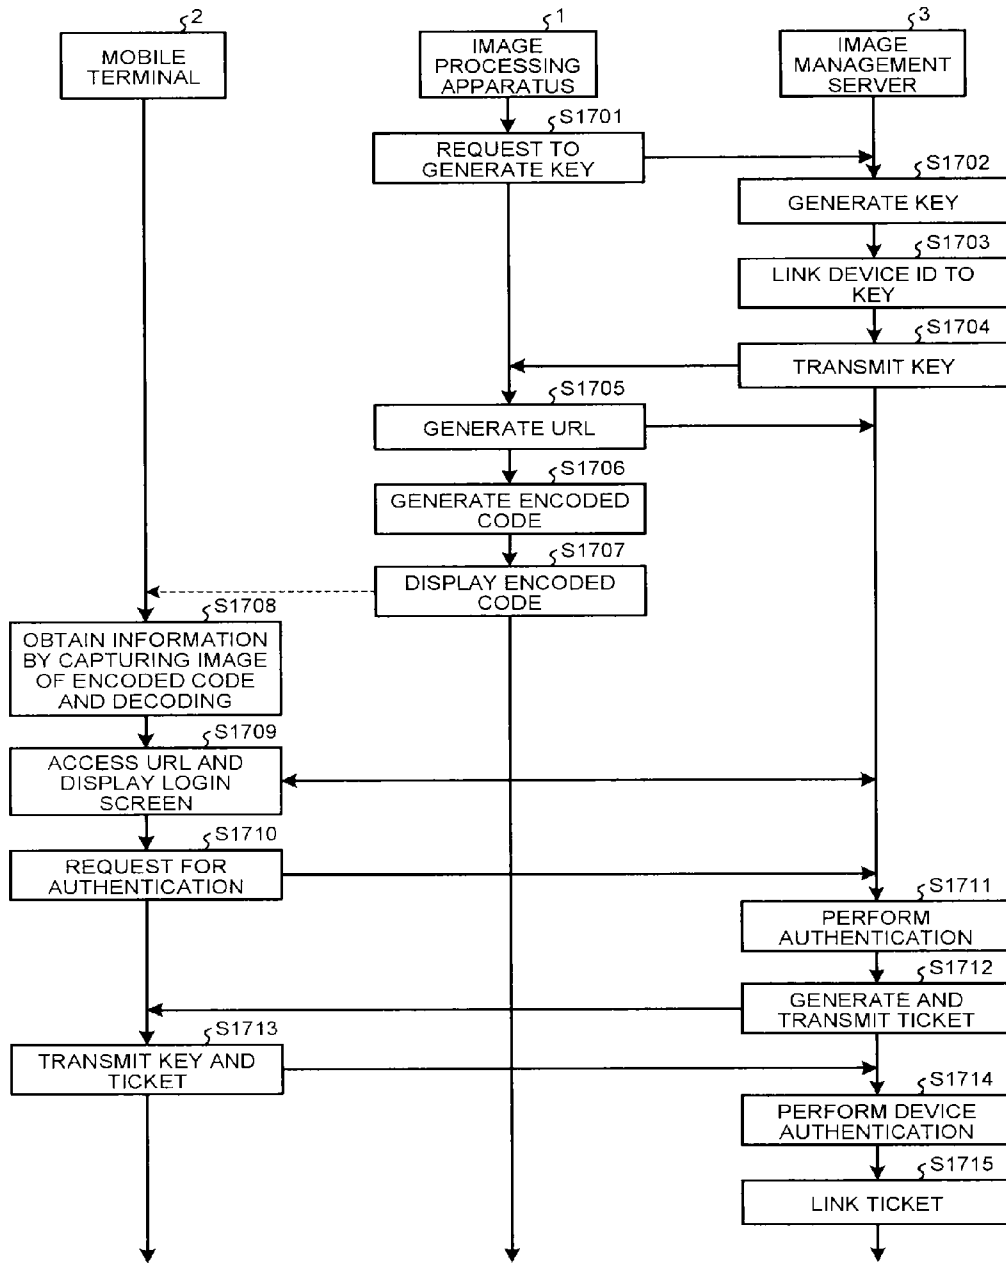 2
1
3
MOBILE
TERMINAL
IMAGE
PROCESSING
APPARATUS
IMAGE
MANAGEMENT
SERVER
S1701
REQUEST TO
GENERATE KEY
S1702
GENERATE KEY
S1703
LINK DEVICE ID TO
KEY
S1704
TRANSMIT KEY
S1705
GENERATE URL
S1706
GENERATE ENCODED
CODE
S1707
DISPLAY ENCODED
CODE
S1708
OBTAIN INFORMATION
BY CAPTURING IMAGE
OF ENCODED CODE
AND DECODING
S1709
ACCESS URL AND
DISPLAY LOGIN
SCREEN
S1710
REQUEST FOR
AUTHENTICATION
S1711
PERFORM
AUTHENTICATION
S1712
GENERATE AND
TRANSMIT TICKET
S1713
TRANSMIT KEY AND
TICKET
S1714
PERFORM DEVICE
AUTHENTICATION
S1715
LINK TICKET